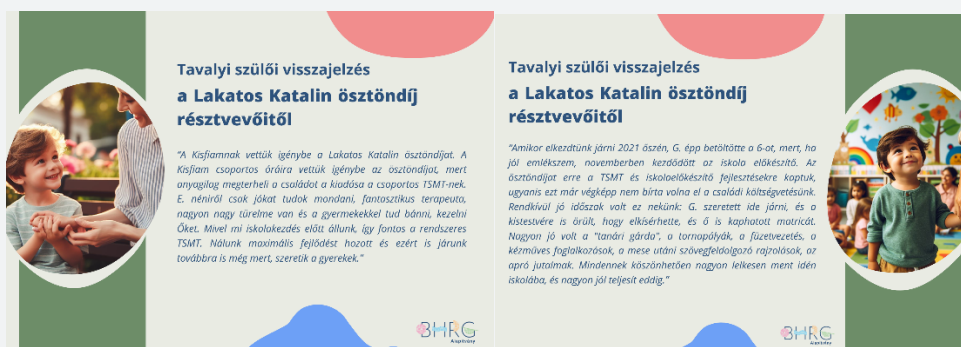 Tavalyi szülői visszajelzés
a Lakatos Katalin ösztöndíj
résztvevőitől
"A Kisfiamnak vettük igénybe a Lakatos Katalin ösztöndíjat. A
Kisfiam csoportos óráira vettük igénybe az ösztöndíjat, mert
anyagilag megterheli a családot a kiadósa a csoportos TSMT-nek.
E. néniről csak jókat tudok mondani, fantasztikus terapeuta,
nagyon nagy türelme van és a gyermekekkel tud bánni, kezelni
Őket. Mivel mi iskolakezdés előtt állunk, így fontos a rendszeres
TSMT. Nálunk maximális fejlődést hozott és ezért is járunk
továbbra is még mert, szeretik a gyerekek."
BHRG
Alapítvány
Tavalyi szülői visszajelzés
a Lakatos Katalin ösztöndíj
résztvevőitől
"Amikor elkezdtünk járni 2021 őszén, G. épp betöltötte a 6-ot, mert, ha
jól emlékszem, novemberben kezdődött az iskola előkészítő. Az
ösztöndíjat erre a TSMT és iskolaelőkészítő fejlesztésekre kaptuk,
ugyanis ezt már végképp nem bírta volna el a családi költségvetésünk.
Rendkívül jó időszak volt ez nekünk: G. szeretett ide járni, és a
kistestvére is örült, hogy elkísérhette, és ő is kaphatott matricát.
Nagyon jó volt a "tanári gárda", a tornapályák, a füzetvezetés, a
kézműves foglalkozások, a mese utáni szövegfeldolgozó rajzolások, az
apró jutalmak. Mindennek köszönhetően nagyon lelkesen ment idén
iskolába, és nagyon jól teljesít eddig."
BHRG
Alapítvány